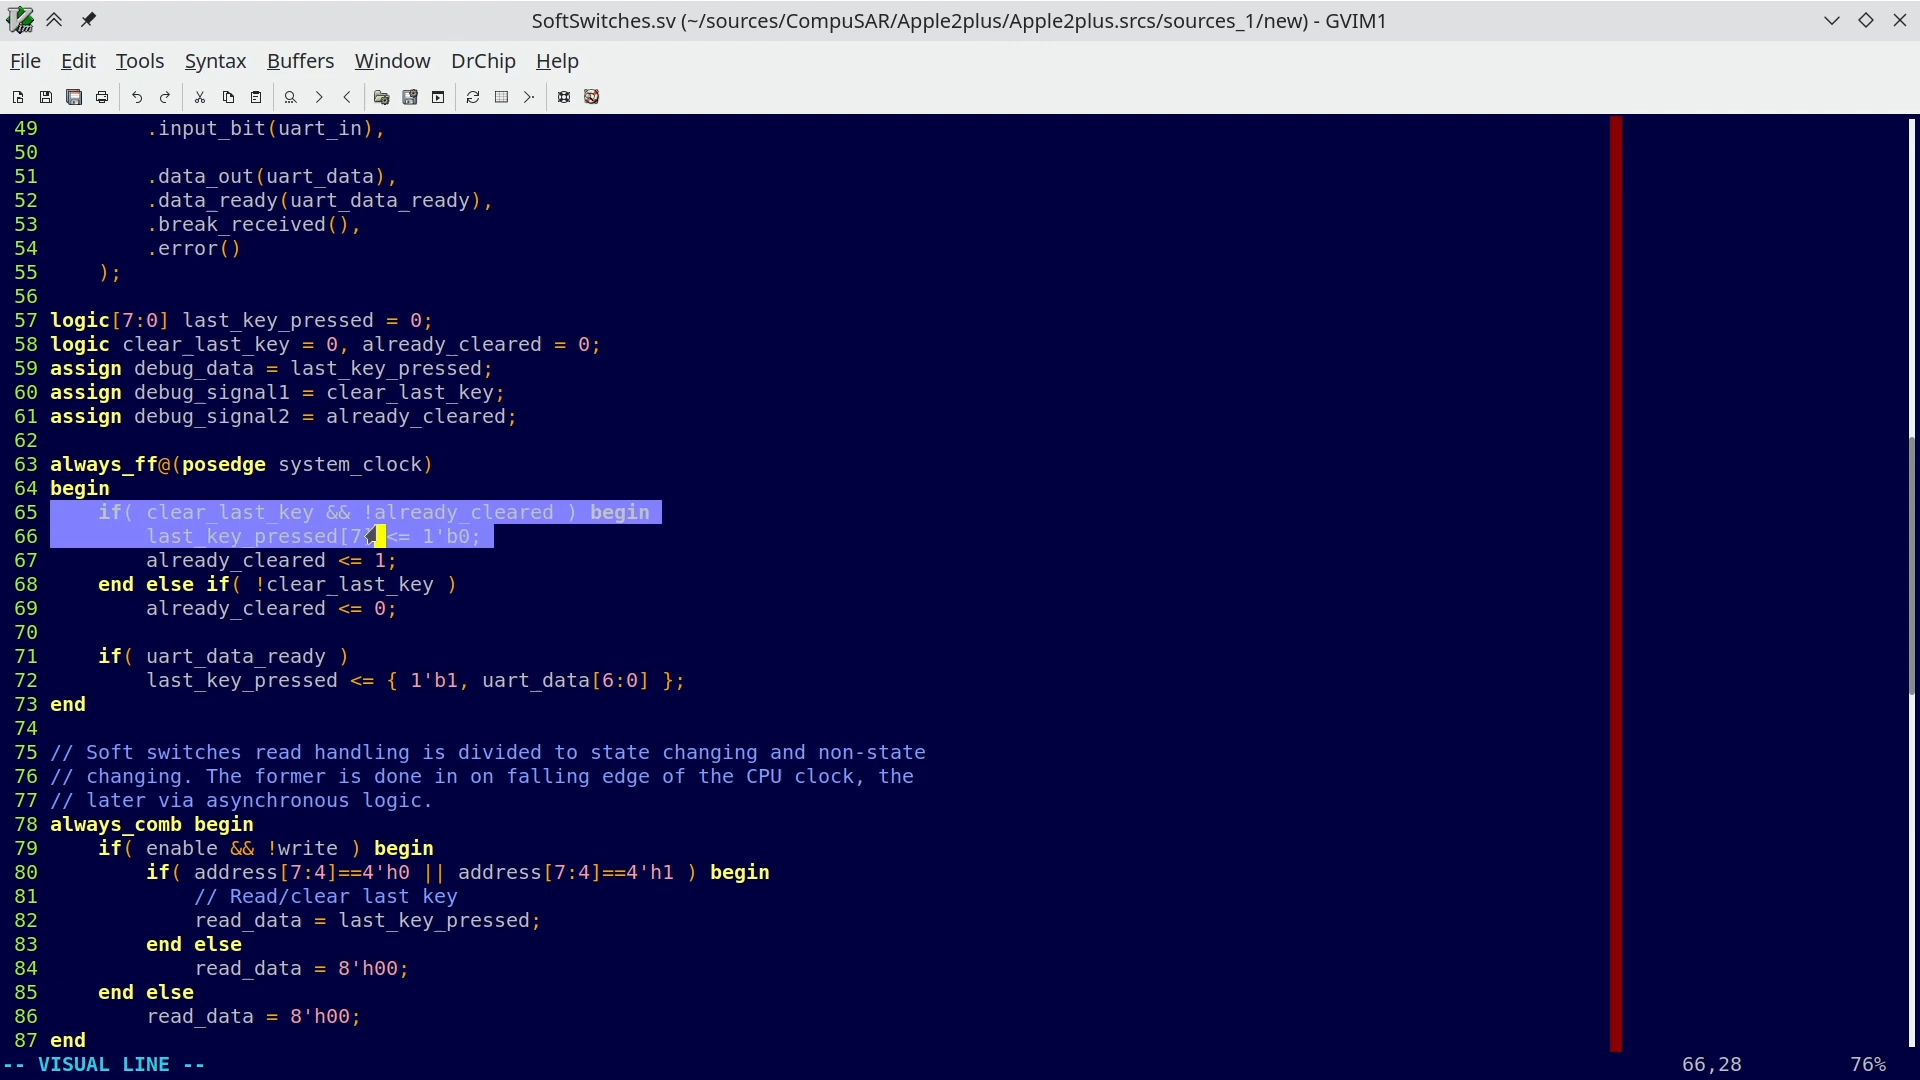 SoftSwitches.sv (~/sources/CompuSAR/Apple2plus/Apple2plus.srcs/sources_1/new) - GVIM1
File Edit Tools Syntax Buffers Window DrChip Help
49         .input_bit(uart_in),
50
51         .data_out(uart_data),
52         .data_ready(uart_data_ready),
53         .break_received(),
54         .error()
55     );
56
57 logic[7:0] last_key_pressed = 0;
58 logic clear_last_key = 0, already_cleared = 0;
59 assign debug_data = last_key_pressed;
60 assign debug_signal1 = clear_last_key;
61 assign debug_signal2 = already_cleared;
62
63 always_ff@(posedge system_clock)
64 begin
65     if( clear_last_key && !already_cleared ) begin
66         last_key_pressed[7] <= 1'b0;
67         already_cleared <= 1;
68     end else if( !clear_last_key )
69         already_cleared <= 0;
70
71     if( uart_data_ready )
72         last_key_pressed <= { 1'b1, uart_data[6:0] };
73 end
74
75 // Soft switches read handling is divided to state changing and non-state
76 // changing. The former is done in on falling edge of the CPU clock, the
77 // later via asynchronous logic.
78 always_comb begin
79     if( enable && !write ) begin
80         if( address[7:4]==4'h0 || address[7:4]==4'h1 ) begin
81             // Read/clear last key
82             read_data = last_key_pressed;
83         end else
84             read_data = 8'h00;
85     end else
86         read_data = 8'h00;
87 end
-- VISUAL LINE -- 66,28 76%